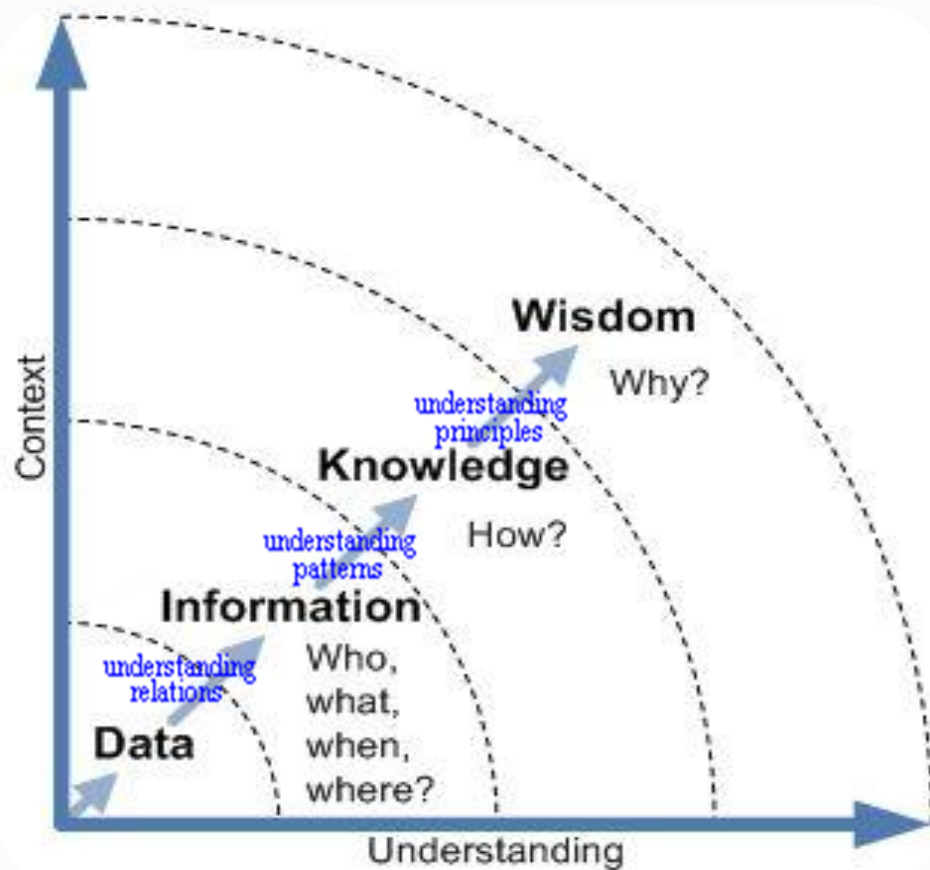 Wisdom
Why?
understanding
principles
Knowledge
How?
understanding
patterns
Information
Who,
what,
when,
where?
understanding
relations
Data
Context
Understanding